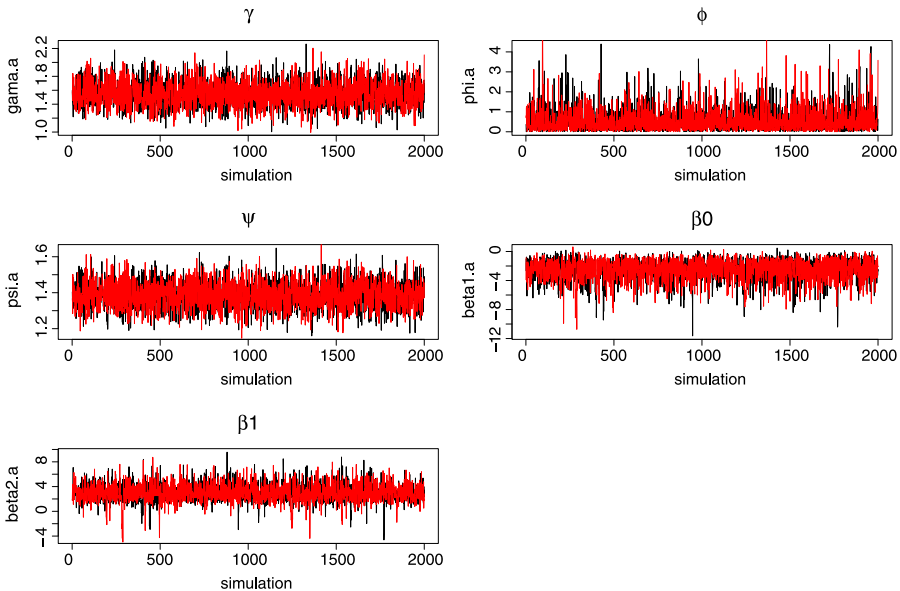 γ
gama.a
1.0 1.4 1.8 2.2
0 500 1000 1500 2000
simulation
ϕ
phi.a
0 1 2 3 4
0 500 1000 1500 2000
simulation
ψ
psi.a
1.2 1.4 1.6
0 500 1000 1500 2000
simulation
β0
beta1.a
−12 −8 −4 0
0 500 1000 1500 2000
simulation
β1
beta2.a
−4 0 4 8
0 500 1000 1500 2000
simulation